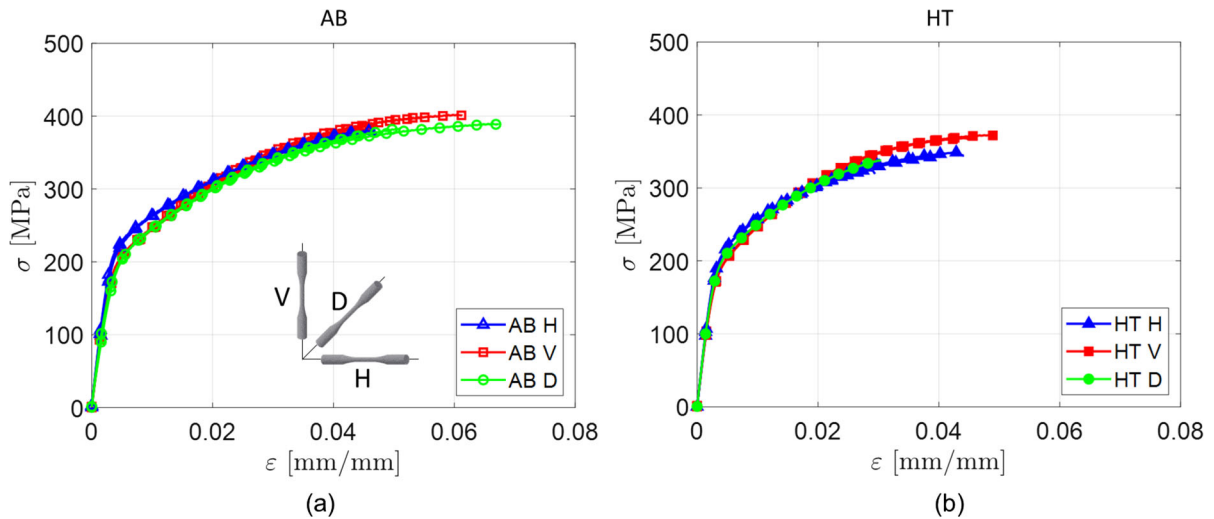 AB
500
400
300
200
100
0
σ [MPa]
0
0.02
0.04
0.06
0.08
ε [mm/mm]
V
D
H
AB H
AB V
AB D
(a)
HT
500
400
300
200
100
0
σ [MPa]
0
0.02
0.04
0.06
0.08
ε [mm/mm]
HT H
HT V
HT D
(b)